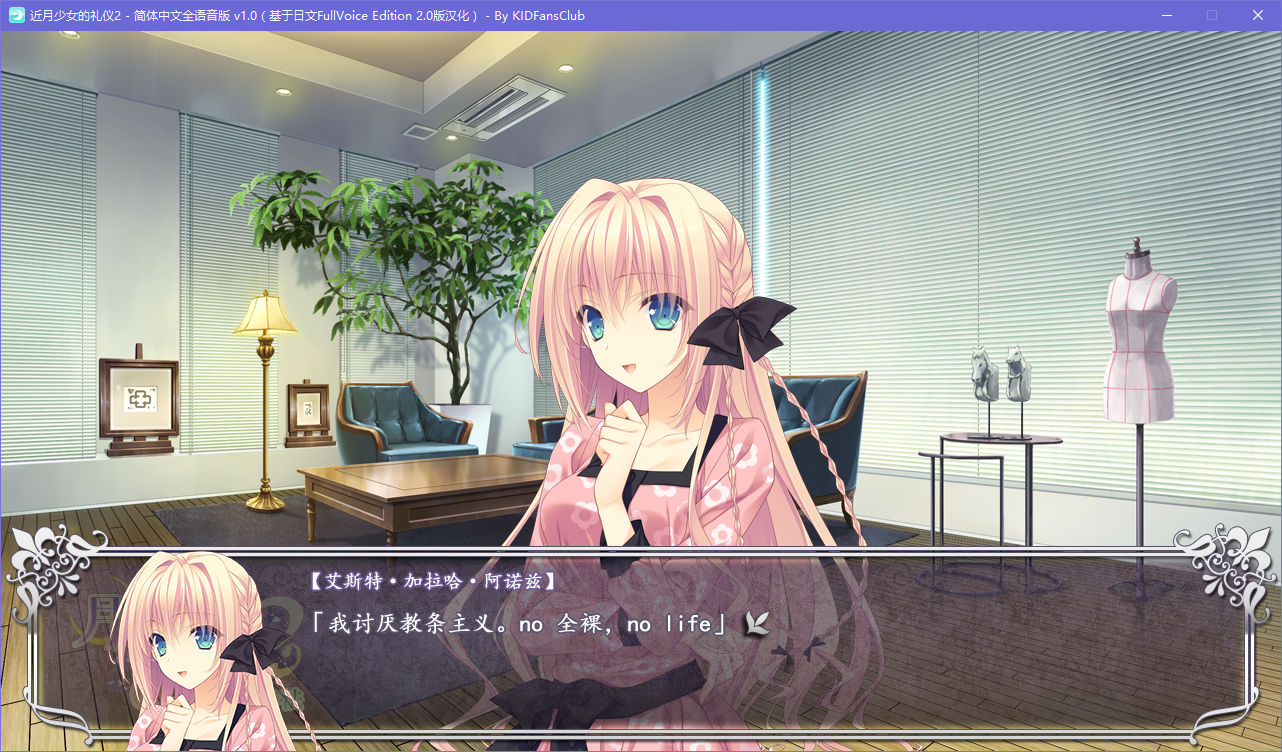 近月少女的礼仪2 - 简体中文全语音版 v1.0 ( 基于日文FullVoice Edition 2.0版汉化 ) - By KIDFansClub
【艾斯特·加拉哈·阿诺兹】
「我讨厌教条主义。no 全裸，no life」